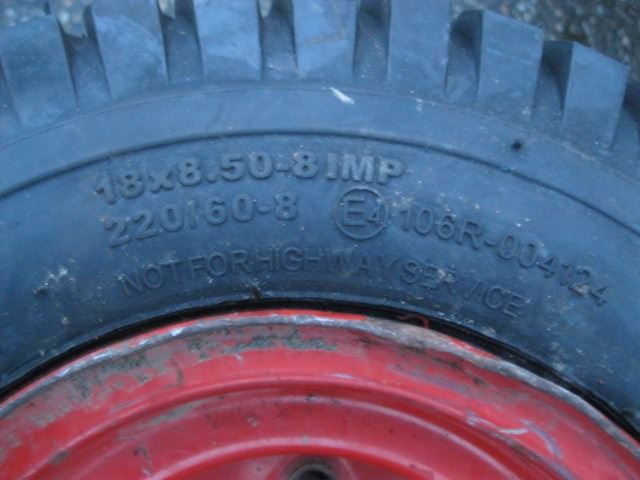 18x8.50-8 IMP
220/60-8 E4 106R-004124
NOT FOR HIGHWAY SERVICE